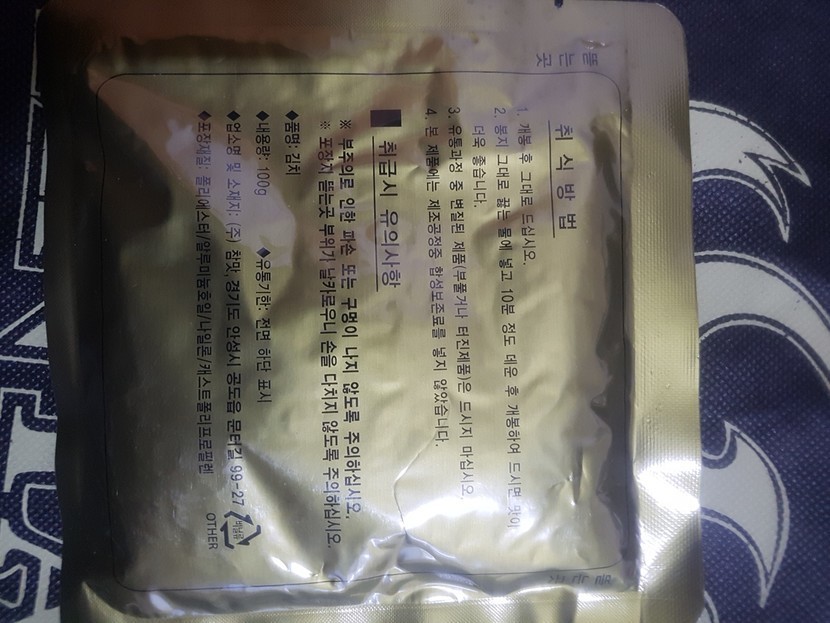 뜯는곳
취 식 방 법
1. 개봉 후 그대로 드십시오.
2. 봉지 그대로 끓는물에 넣고 10분 정도 데운 후 개봉하여 드시면 맛이
더욱 좋습니다.
3. 유통과정 중 변질된 제품(부풀거나 터진제품)은 드시지 마십시오.
4. 본 제품에는 제조공정중 합성보존료를 넣지 않았습니다.
■ 취급시 유의사항
※ 부주의로 인한 파손 또는 구멍이 나지 않도록 주의하십시오.
※ 포장지 뜯는곳 부위가 날카로우니 손을 다치지 않도록 주의하십시오.
◆품명: 김치
◆내용량: 100g ◆유통기한: 전면 하단 표시
◆업소명 및 소재지: (주) 참맛, 경기도 안성시 공도읍 문터길 99-27
◆포장재질: 폴리에스터/알루미늄호일/나일론/캐스트폴리프로필렌
비닐류
OTHER